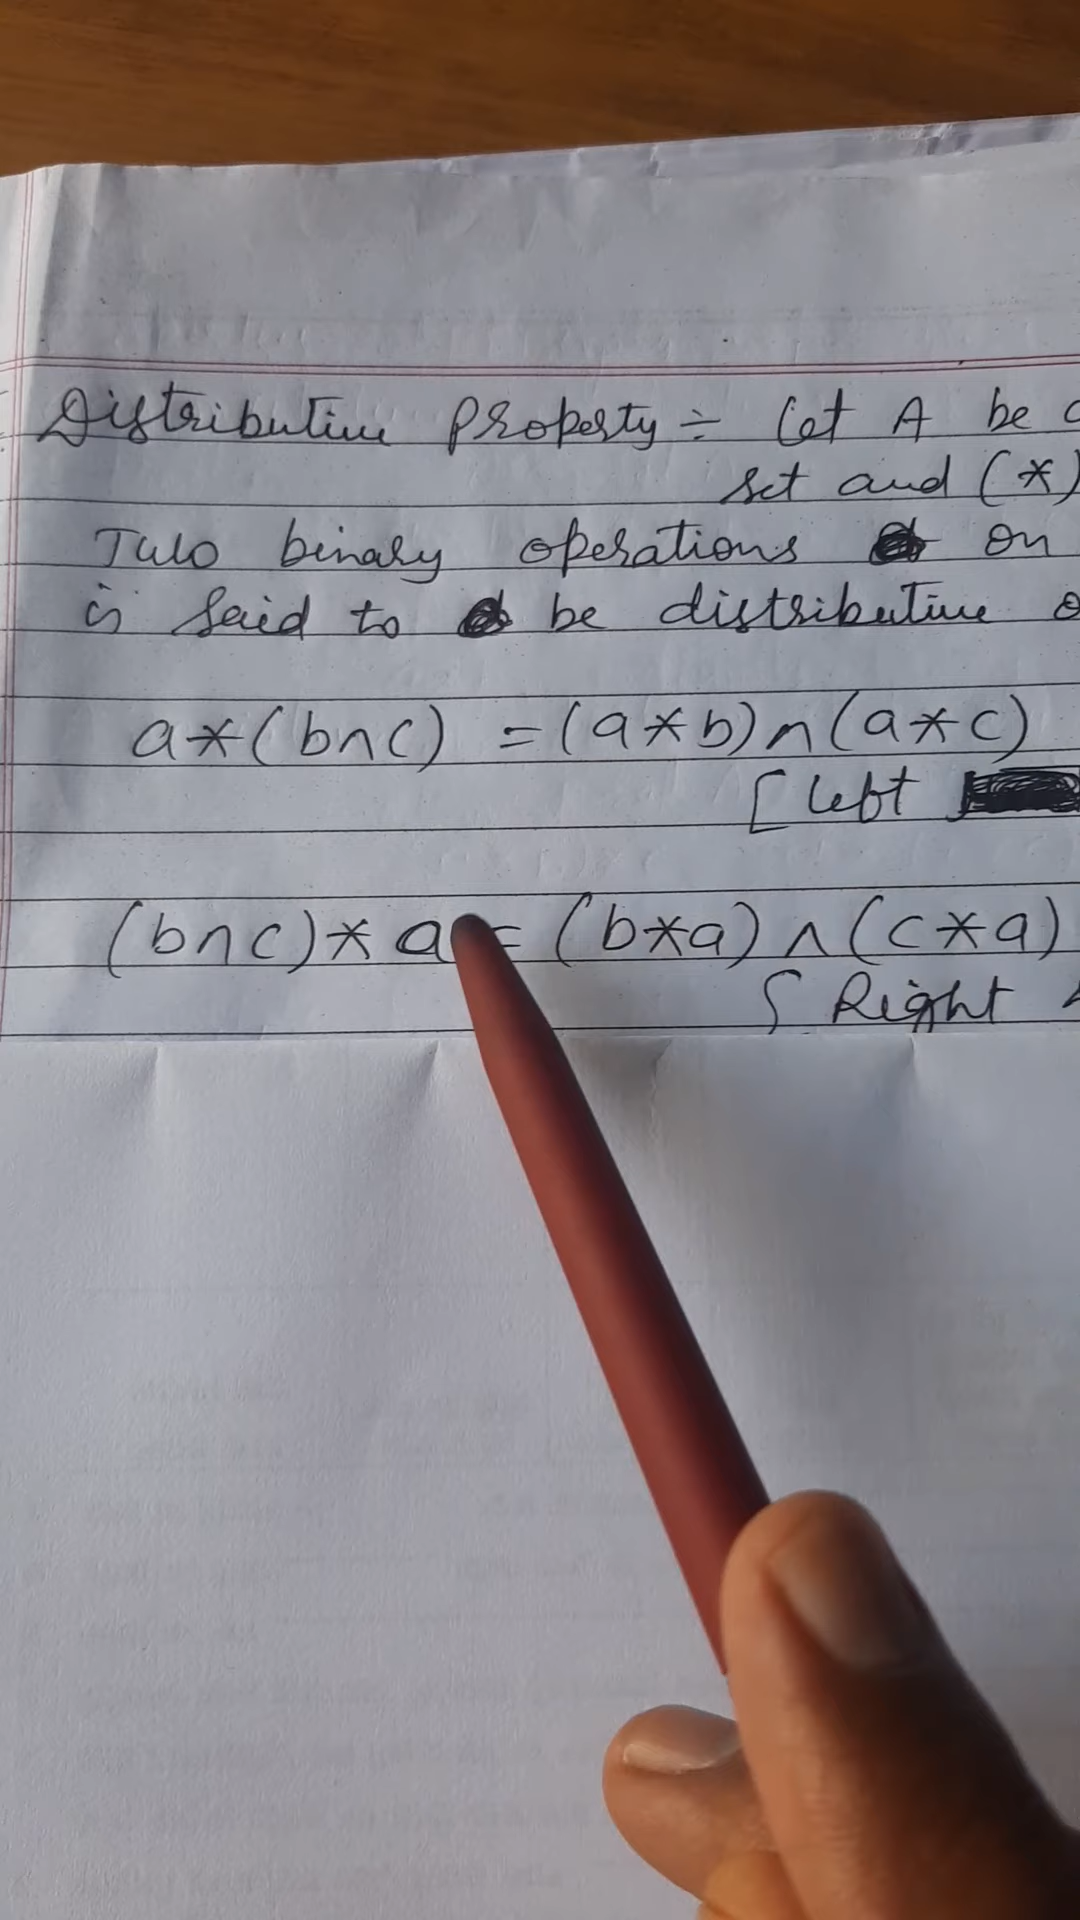 Distributive Property ÷ Let A be
set and (*)
Two binary operations on
is said to be distributive
a*(b∩c) = (a*b)∩(a*c)
[Left
(b∩c)*a = (b*a)∩(c*a)
[Right